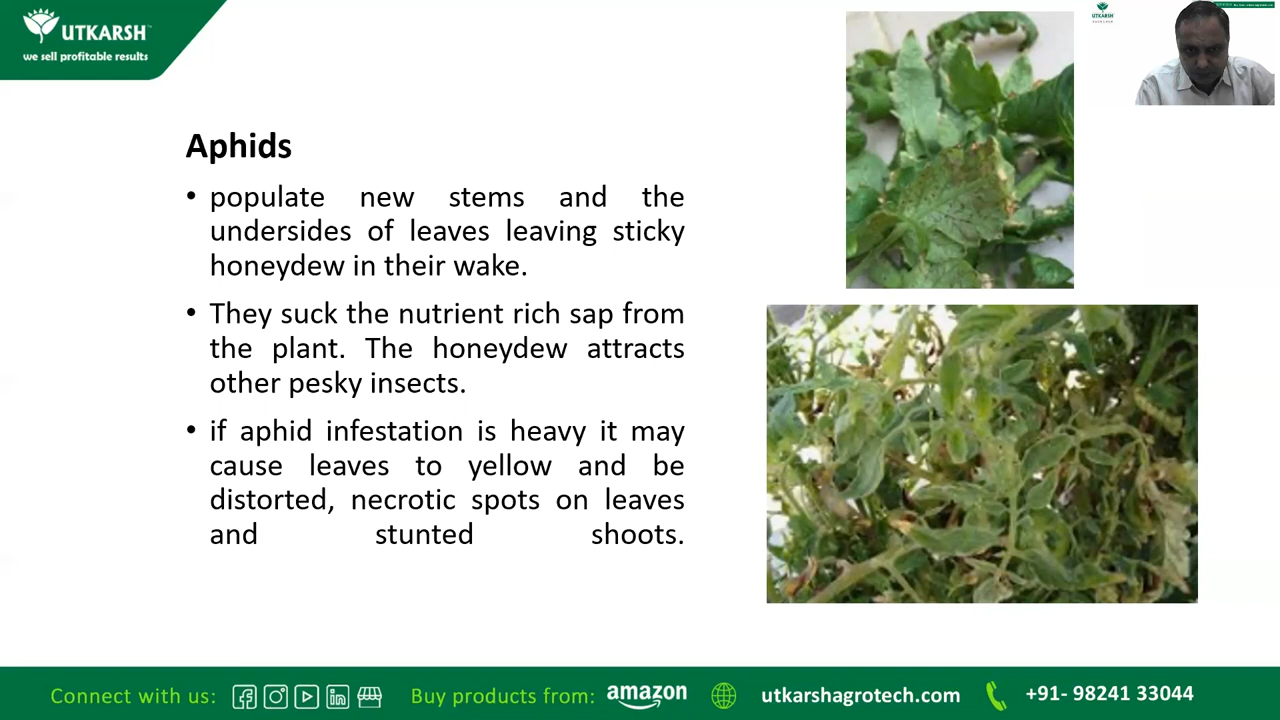 UTKARSH™
we sell profitable results
UTKARSH
Aphids
• populate new stems and the
undersides of leaves leaving sticky
honeydew in their wake.
• They suck the nutrient rich sap from
the plant. The honeydew attracts
other pesky insects.
• if aphid infestation is heavy it may
cause leaves to yellow and be
distorted, necrotic spots on leaves
and stunted shoots.
Connect with us: Buy products from: amazon utkarshagrotech.com +91- 98241 33044